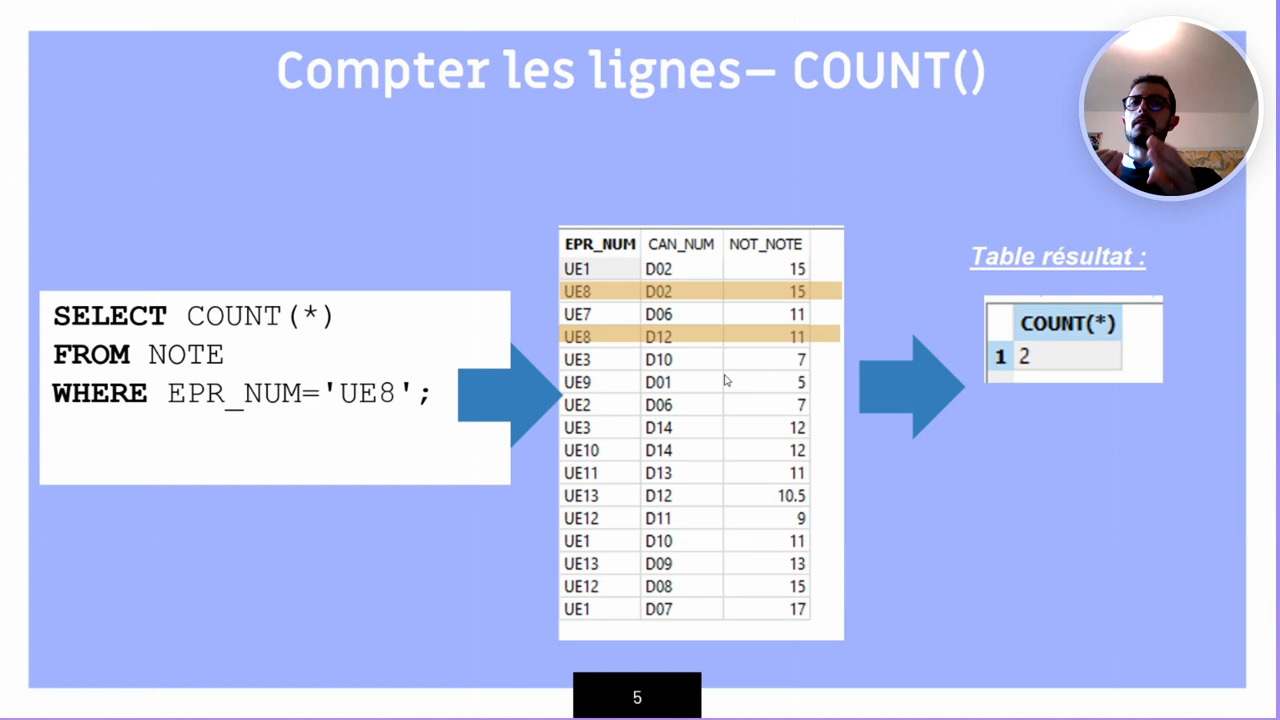 Compter les lignes– COUNT()
SELECT COUNT(*)
FROM NOTE
WHERE EPR_NUM='UE8';
EPR_NUM CAN_NUM NOT_NOTE
UE1 D02 15
UE8 D02 15
UE7 D06 11
UE8 D12 11
UE3 D10 7
UE9 D01 5
UE2 D06 7
UE3 D14 12
UE10 D14 12
UE11 D13 11
UE13 D12 10.5
UE12 D11 9
UE1 D10 11
UE13 D09 13
UE12 D08 15
UE1 D07 17
Table résultat :
COUNT(*)
1 2
5